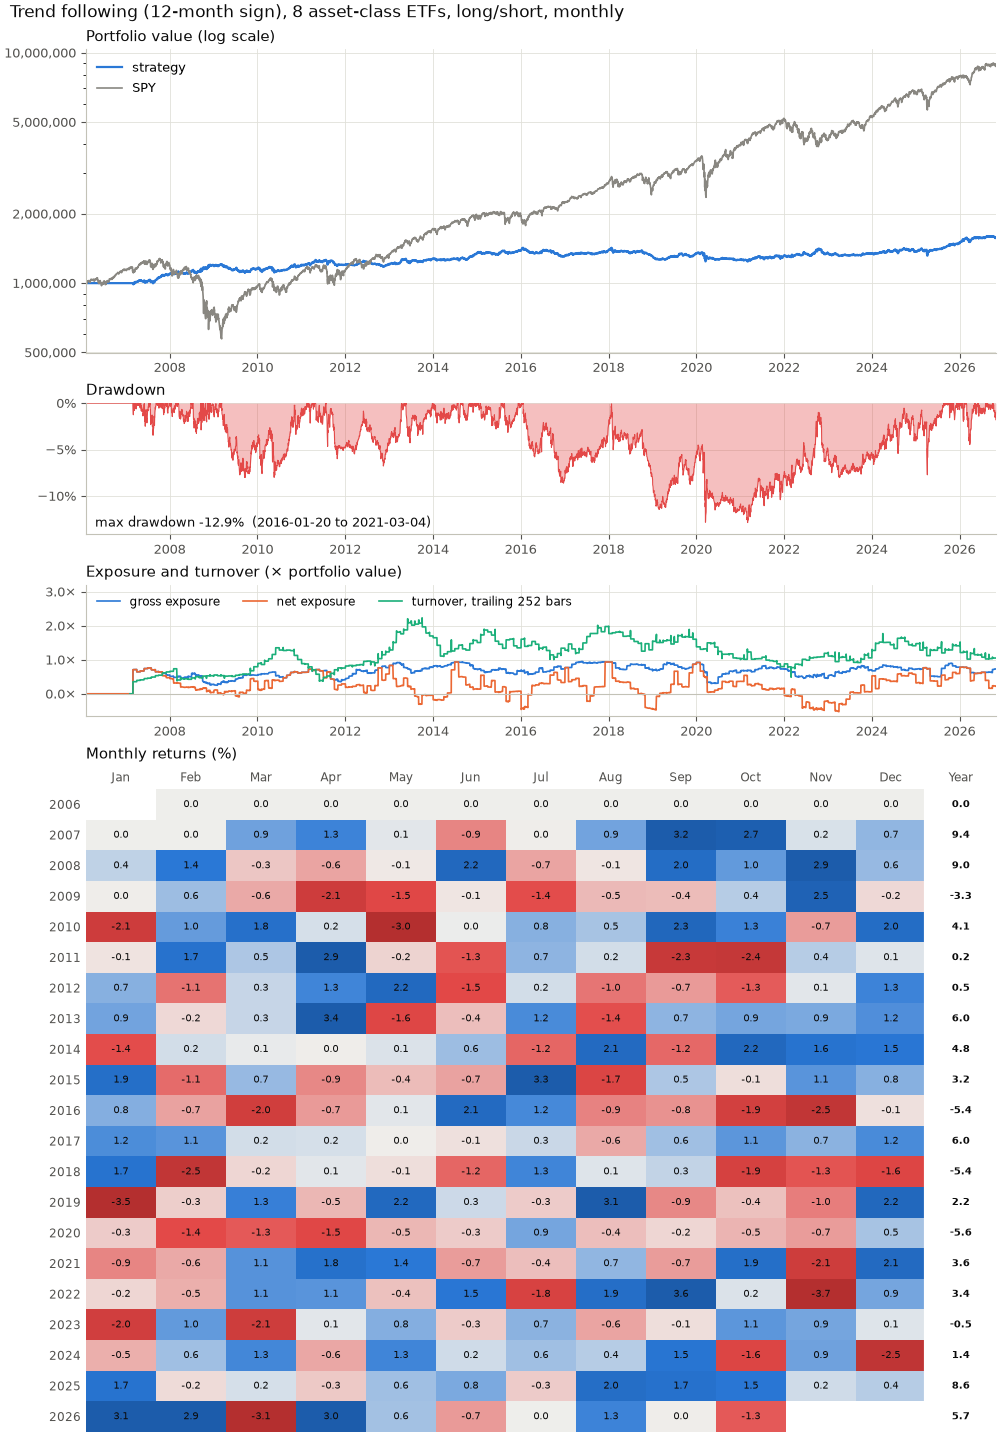 Trend following (12-month sign), 8 asset-class ETFs, long/short, monthly
Portfolio value (log scale)
10,000,000
strategy
SPY
5,000,000
2,000,000
1,000,000
500,000
2008 2010 2012 2014 2016 2018 2020 2022 2024 2026
Drawdown
0%
−5%
−10%
max drawdown -12.9% (2016-01-20 to 2021-03-04)
2008 2010 2012 2014 2016 2018 2020 2022 2024 2026
Exposure and turnover (× portfolio value)
3.0×
gross exposure net exposure turnover, trailing 252 bars
2.0×
1.0×
0.0×
2008 2010 2012 2014 2016 2018 2020 2022 2024 2026
Monthly returns (%)
Jan Feb Mar Apr May Jun Jul Aug Sep Oct Nov Dec Year
2006 0.0 0.0 0.0 0.0 0.0 0.0 0.0 0.0 0.0 0.0 0.0 0.0
2007 0.0 0.0 0.9 1.3 0.1 -0.9 0.0 0.9 3.2 2.7 0.2 0.7 9.4
2008 0.4 1.4 -0.3 -0.6 -0.1 2.2 -0.7 -0.1 2.0 1.0 2.9 0.6 9.0
2009 0.0 0.6 -0.6 -2.1 -1.5 -0.1 -1.4 -0.5 -0.4 0.4 2.5 -0.2 -3.3
2010 -2.1 1.0 1.8 0.2 -3.0 0.0 0.8 0.5 2.3 1.3 -0.7 2.0 4.1
2011 -0.1 1.7 0.5 2.9 -0.2 -1.3 0.7 0.2 -2.3 -2.4 0.4 0.1 0.2
2012 0.7 -1.1 0.3 1.3 2.2 -1.5 0.2 -1.0 -0.7 -1.3 0.1 1.3 0.5
2013 0.9 -0.2 0.3 3.4 -1.6 -0.4 1.2 -1.4 0.7 0.9 0.9 1.2 6.0
2014 -1.4 0.2 0.1 0.0 0.1 0.6 -1.2 2.1 -1.2 2.2 1.6 1.5 4.8
2015 1.9 -1.1 0.7 -0.9 -0.4 -0.7 3.3 -1.7 0.5 -0.1 1.1 0.8 3.2
2016 0.8 -0.7 -2.0 -0.7 0.1 2.1 1.2 -0.9 -0.8 -1.9 -2.5 -0.1 -5.4
2017 1.2 1.1 0.2 0.2 0.0 -0.1 0.3 -0.6 0.6 1.1 0.7 1.2 6.0
2018 1.7 -2.5 -0.2 0.1 -0.1 -1.2 1.3 0.1 0.3 -1.9 -1.3 -1.6 -5.4
2019 -3.5 -0.3 1.3 -0.5 2.2 0.3 -0.3 3.1 -0.9 -0.4 -1.0 2.2 2.2
2020 -0.3 -1.4 -1.3 -1.5 -0.5 -0.3 0.9 -0.4 -0.2 -0.5 -0.7 0.5 -5.6
2021 -0.9 -0.6 1.1 1.8 1.4 -0.7 -0.4 0.7 -0.7 1.9 -2.1 2.1 3.6
2022 -0.2 -0.5 1.1 1.1 -0.4 1.5 -1.8 1.9 3.6 0.2 -3.7 0.9 3.4
2023 -2.0 1.0 -2.1 0.1 0.8 -0.3 0.7 -0.6 -0.1 1.1 0.9 0.1 -0.5
2024 -0.5 0.6 1.3 -0.6 1.3 0.2 0.6 0.4 1.5 -1.6 0.9 -2.5 1.4
2025 1.7 -0.2 0.2 -0.3 0.6 0.8 -0.3 2.0 1.7 1.5 0.2 0.4 8.6
2026 3.1 2.9 -3.1 3.0 0.6 -0.7 0.0 1.3 0.0 -1.3 5.7